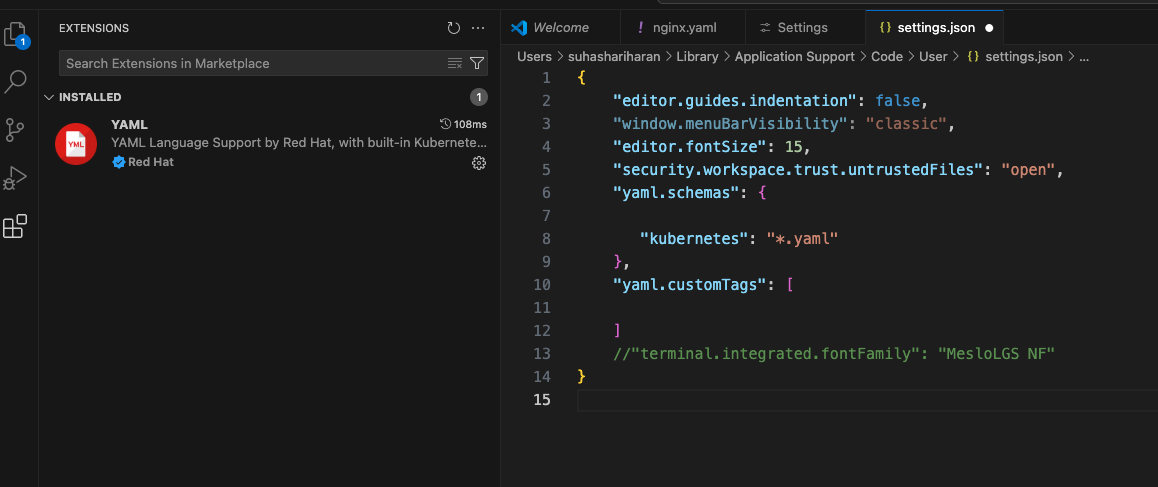 EXTENSIONS
Search Extensions in Marketplace
INSTALLED 1
YAML 108ms
YAML Language Support by Red Hat, with built-in Kubernete...
Red Hat
YML
1
Welcome
! nginx.yaml
Settings
{} settings.json
Users > suhashariharan > Library > Application Support > Code > User > {} settings.json > ...
1 {
2 "editor.guides.indentation": false,
3 "window.menuBarVisibility": "classic",
4 "editor.fontSize": 15,
5 "security.workspace.trust.untrustedFiles": "open",
6 "yaml.schemas": {
7
8 "kubernetes": "*.yaml"
9 },
10 "yaml.customTags": [
11
12 ]
13 //"terminal.integrated.fontFamily": "MesloLGS NF"
14 }
15